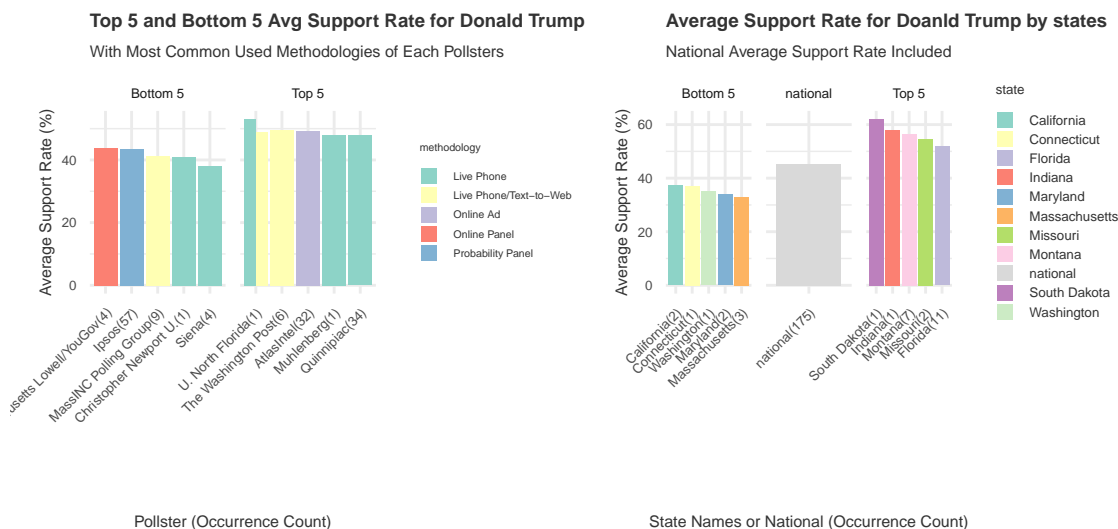 Top 5 and Bottom 5 Avg Support Rate for Donald Trump
With Most Common Used Methodologies of Each Pollsters
Bottom 5
Top 5
Average Support Rate (%)
40
20
0
Lowell/YouGov(4)
Ipsos(57)
MassINC Polling Group(9)
Christopher Newport U.(1)
Siena(4)
U. North Florida(1)
The Washington Post(6)
AtlasIntel(32)
Muhlenberg(1)
Quinnipiac(34)
methodology
Live Phone
Live Phone/Text−to−Web
Online Ad
Online Panel
Probability Panel
Pollster (Occurrence Count)
Average Support Rate for Doanld Trump by states
National Average Support Rate Included
Bottom 5
national
Top 5
Average Support Rate (%)
60
40
20
0
California(2)
Connecticut(1)
Washington(1)
Maryland(2)
Massachusetts(3)
national(175)
South Dakota(1)
Indiana(1)
Montana(7)
Missouri(2)
Florida(11)
state
California
Connecticut
Florida
Indiana
Maryland
Massachusetts
Missouri
Montana
national
South Dakota
Washington
State Names or National (Occurrence Count)